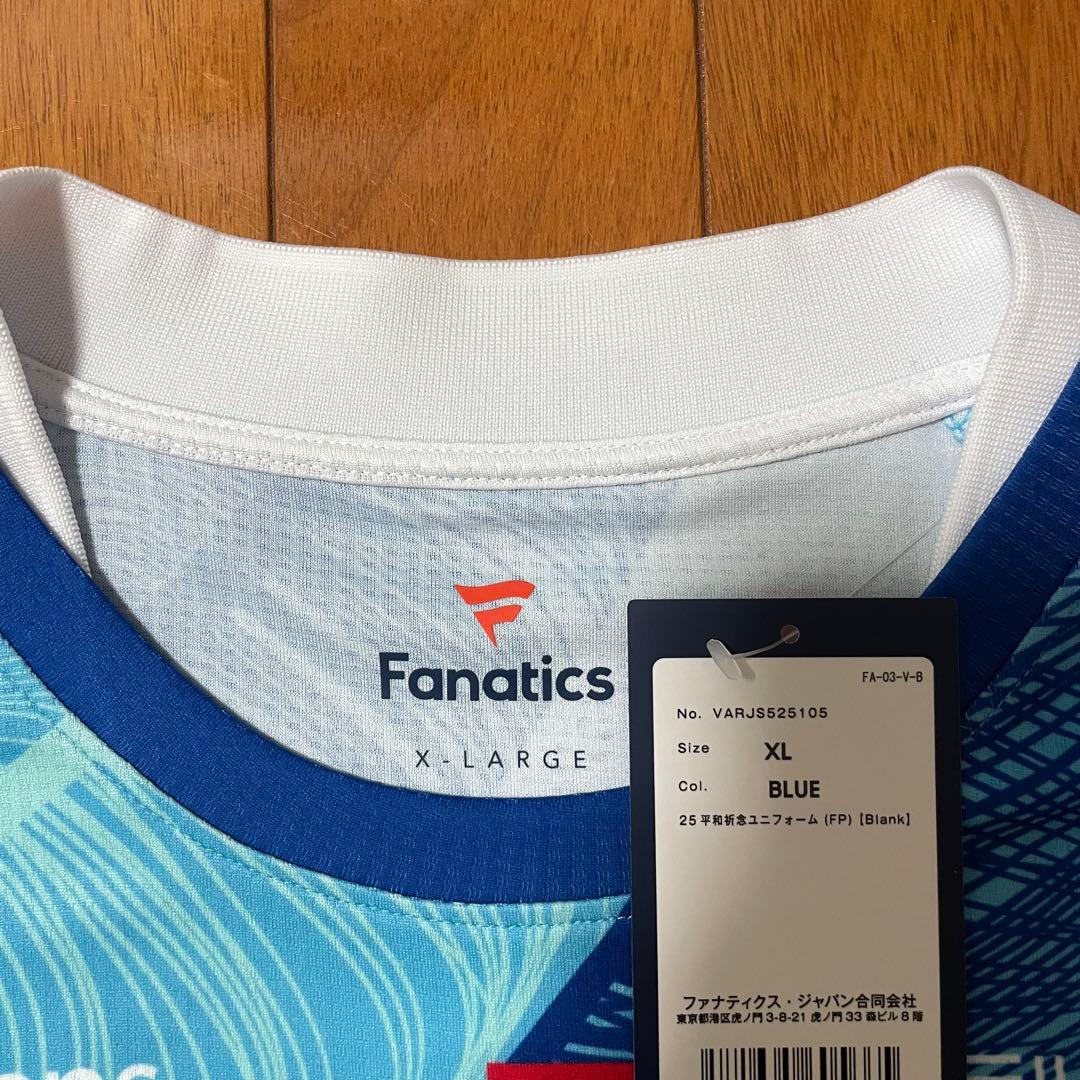 Fanatics
X-LARGE
FA-03-V-B
No. VARJS525105
Size XL
Col. BLUE
25 平和祈念ユニフォーム (FP)【Blank】
ファナティクス・ジャパン合同会社
東京都港区虎ノ門 3-8-21 虎ノ門 33 森ビル 8 階